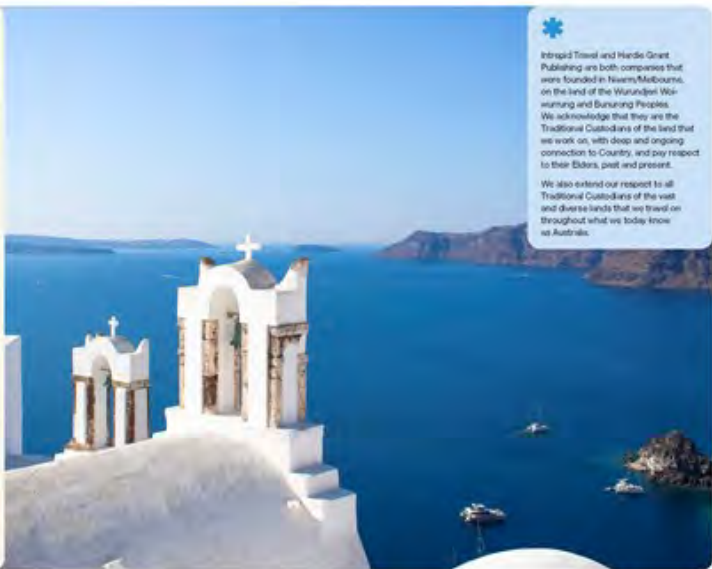 Intrepid Travel and Hardie Grant
Publishing are both companies that
were founded in Naarm/Melbourne,
on the land of the Wurundjeri Woi-
wurrung and Bunurong Peoples.
We acknowledge that they are the
Traditional Custodians of the land that
we work on, with deep and ongoing
connection to Country, and pay respect
to their Elders, past and present.
We also extend our respect to all
Traditional Custodians of the vast
and diverse lands that we travel on
throughout what we today know
as Australia.